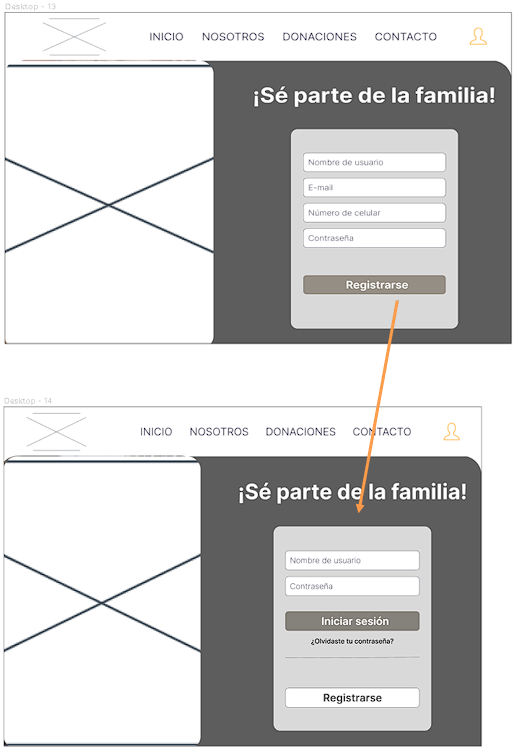 Desktop - 13
INICIO NOSOTROS DONACIONES CONTACTO
¡Sé parte de la familia!
Nombre de usuario
E-mail
Número de celular
Contraseña
Registrarse
Desktop - 14
INICIO NOSOTROS DONACIONES CONTACTO
¡Sé parte de la familia!
Nombre de usuario
Contraseña
Iniciar sesión
¿Olvidaste tu contraseña?
Registrarse